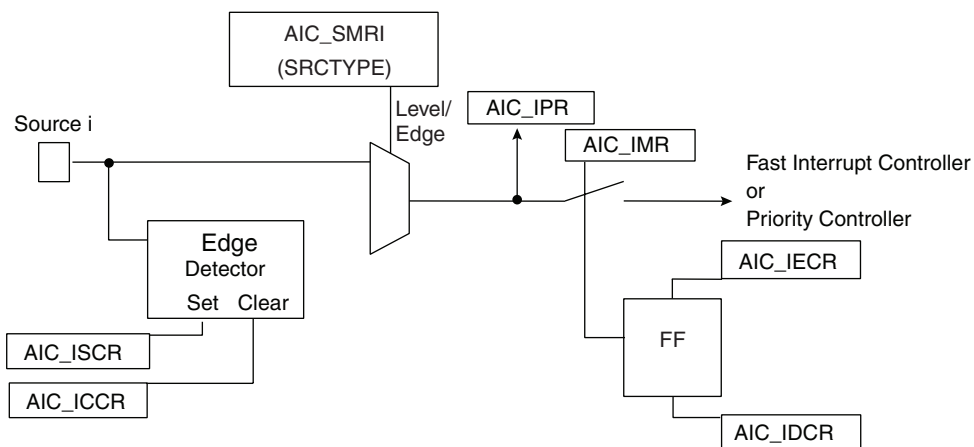 AIC_SMRI
(SRCTYPE)
Level/
Edge
Source i
AIC_IPR
AIC_IMR
Fast Interrupt Controller
or
Priority Controller
Edge
Detector
Set Clear
AIC_IECR
FF
AIC_ISCR
AIC_ICCR
AIC_IDCR